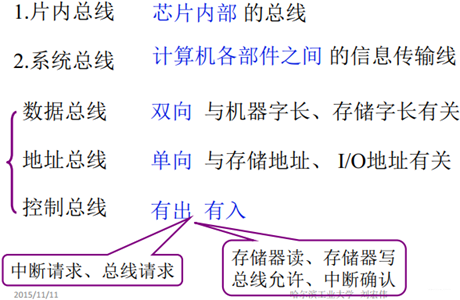 1.片内总线 芯片内部 的总线
2.系统总线 计算机各部件之间 的信息传输线
数据总线 双向 与机器字长、存储字长有关
地址总线 单向 与存储地址、 I/O地址有关
控制总线 有出 有入
中断请求、总线请求
存储器读、存储器写
总线允许、中断确认
2015/11/11